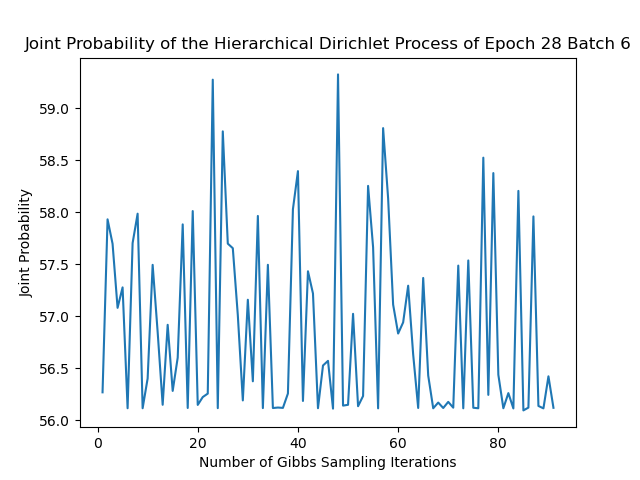 Joint Probability of the Hierarchical Dirichlet Process of Epoch 28 Batch 6
59.0
58.5
58.0
57.5
57.0
56.5
56.0
Joint Probability
0 20 40 60 80
Number of Gibbs Sampling Iterations